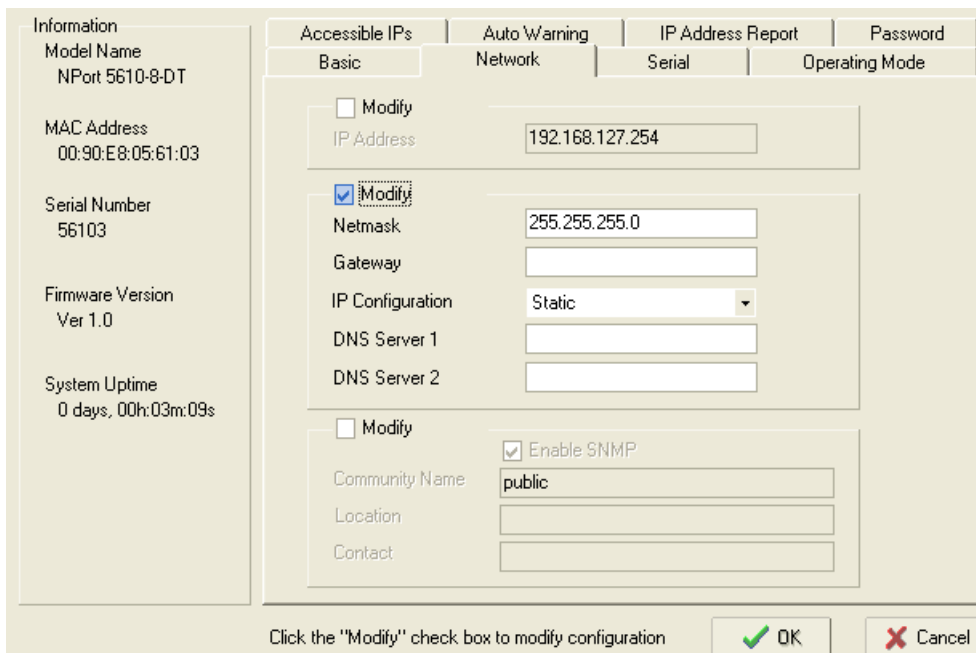 Information
Model Name
NPort 5610-8-DT
MAC Address
00:90:E8:05:61:03
Serial Number
56103
Firmware Version
Ver 1.0
System Uptime
0 days, 00h:03m:09s
Accessible IPs Auto Warning IP Address Report Password
Basic Network Serial Operating Mode
Modify
IP Address 192.168.127.254
Modify
Netmask 255.255.255.0
Gateway
IP Configuration Static
DNS Server 1
DNS Server 2
Modify
Enable SNMP
Community Name public
Location
Contact
Click the "Modify" check box to modify configuration OK Cancel